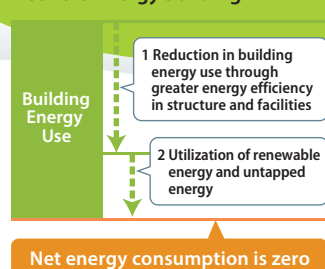 Building
Energy
Use
1 Reduction in building
energy use through
greater energy efficiency
in structure and facilities
2 Utilization of renewable
energy and untapped
energy
Net energy consumption is zero